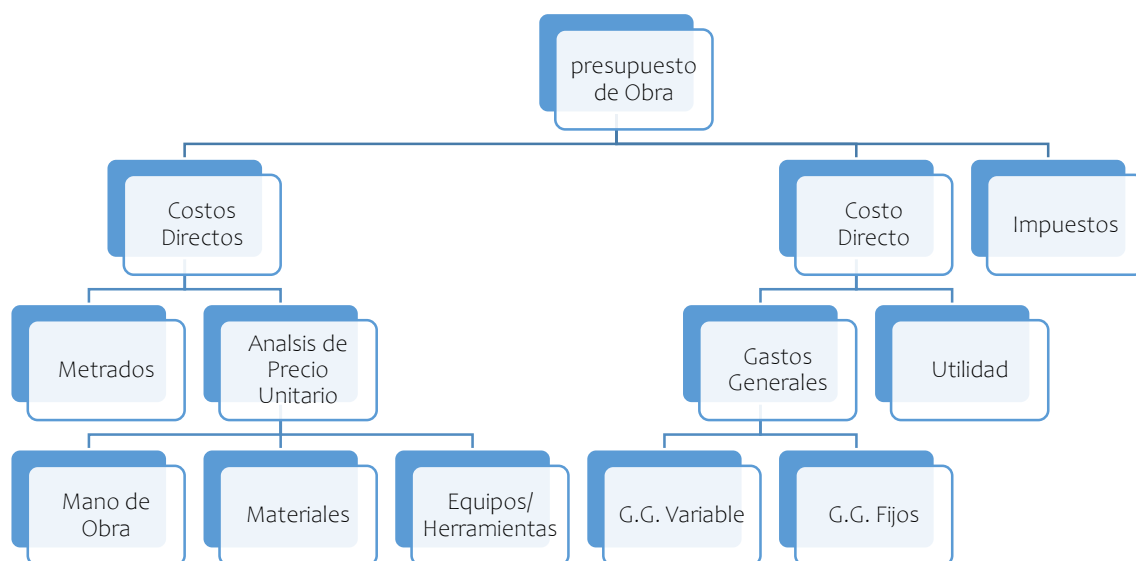 presupuesto
de Obra
Costos
Directos
Costo
Directo
Impuestos
Metrados
Analsis de
Precio
Unitario
Gastos
Generales
Utilidad
Mano de
Obra
Materiales
Equipos/
Herramientas
G.G. Variable
G.G. Fijos